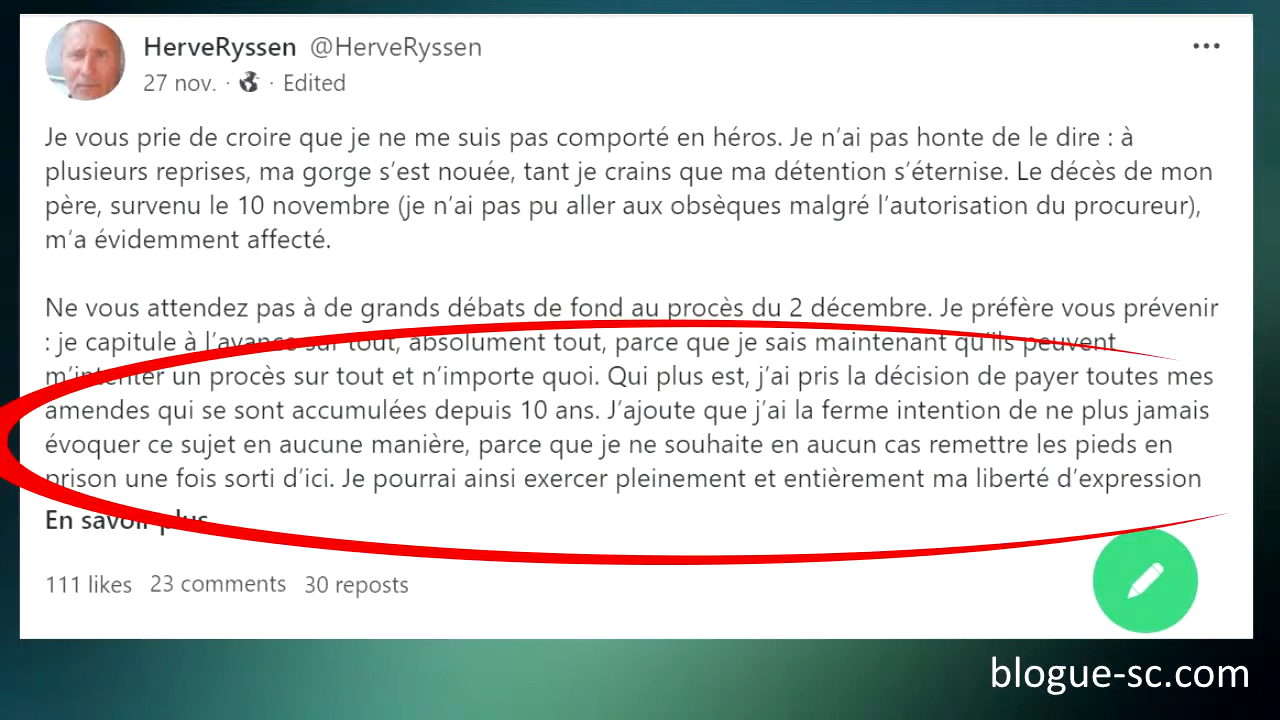 HerveRyssen @HerveRyssen
27 nov. · Edited
Je vous prie de croire que je ne me suis pas comporté en héros. Je n'ai pas honte de le dire : à
plusieurs reprises, ma gorge s'est nouée, tant je crains que ma détention s'éternise. Le décès de mon
père, survenu le 10 novembre (je n'ai pas pu aller aux obsèques malgré l'autorisation du procureur),
m'a évidemment affecté.
Ne vous attendez pas à de grands débats de fond au procès du 2 décembre. Je préfère vous prévenir
: je capitule à l'avance sur tout, absolument tout, parce que je sais maintenant qu'ils peuvent
m'intenter un procès sur tout et n'importe quoi. Qui plus est, j'ai pris la décision de payer toutes mes
amendes qui se sont accumulées depuis 10 ans. J'ajoute que j'ai la ferme intention de ne plus jamais
évoquer ce sujet en aucune manière, parce que je ne souhaite en aucun cas remettre les pieds en
prison une fois sorti d'ici. Je pourrai ainsi exercer pleinement et entièrement ma liberté d'expression
En savoir plus
111 likes 23 comments 30 reposts
blogue-sc.com